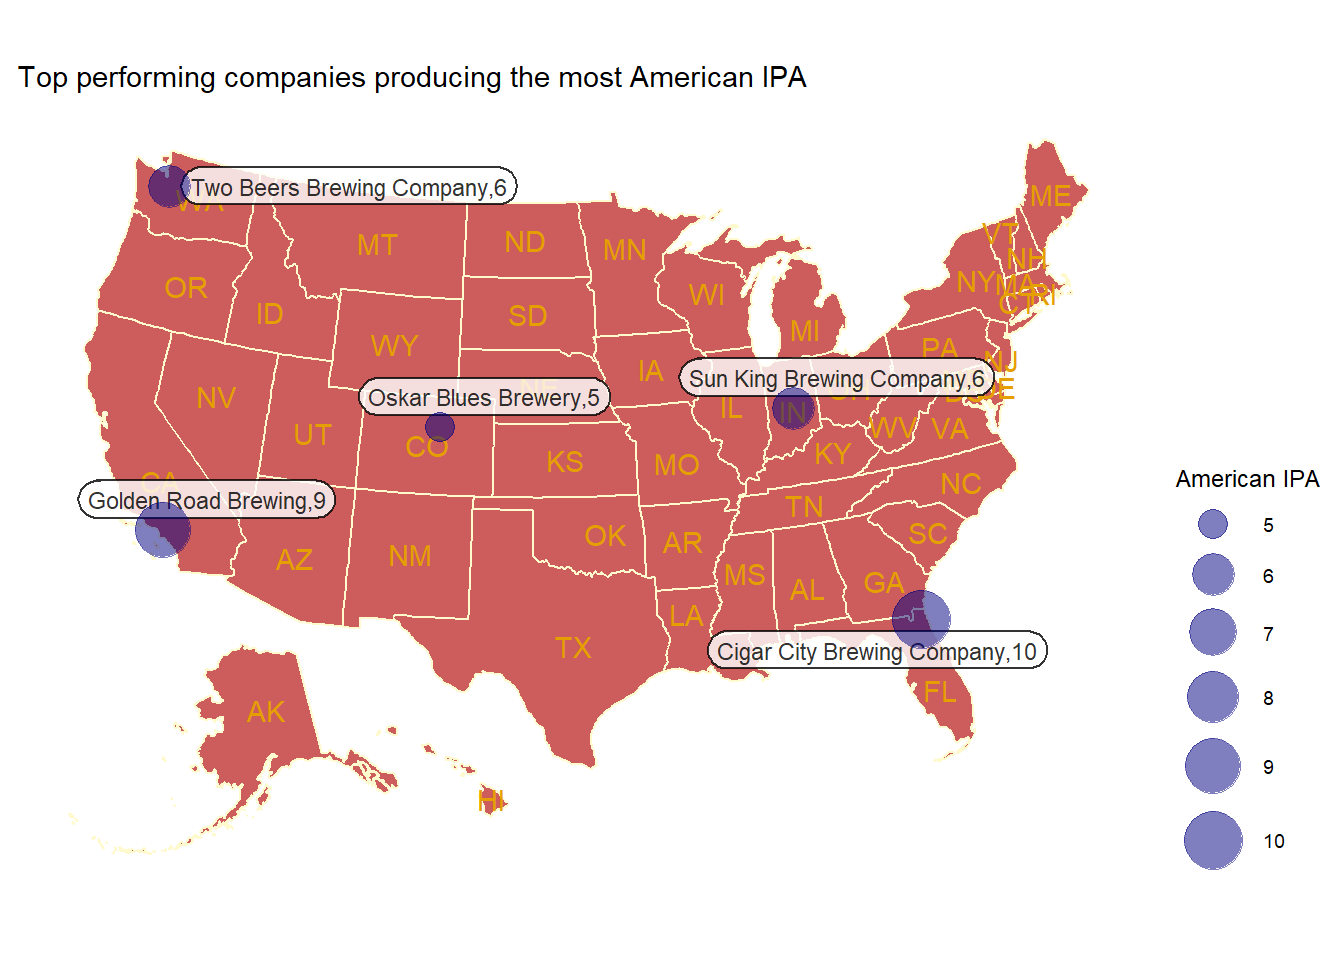 Top performing companies producing the most American IPA
ME
Two Beers Brewing Company,6
WA
VT
MT
ND
MN
NH
OR
NY
MA
WI
RI
CT
ID
SD
MI
WY
PA
NJ
IA
Sun King Brewing Company,6
NE
OH
DE
Oskar Blues Brewery,5
NV
IL
IN
UT
CO
WV
VA
KY
KS
MO
CA
NC
Golden Road Brewing,9
TN
OK
AR
SC
AZ
NM
MS
AL
GA
LA
TX
Cigar City Brewing Company,10
FL
AK
HI
American IPA
5
6
7
8
9
10